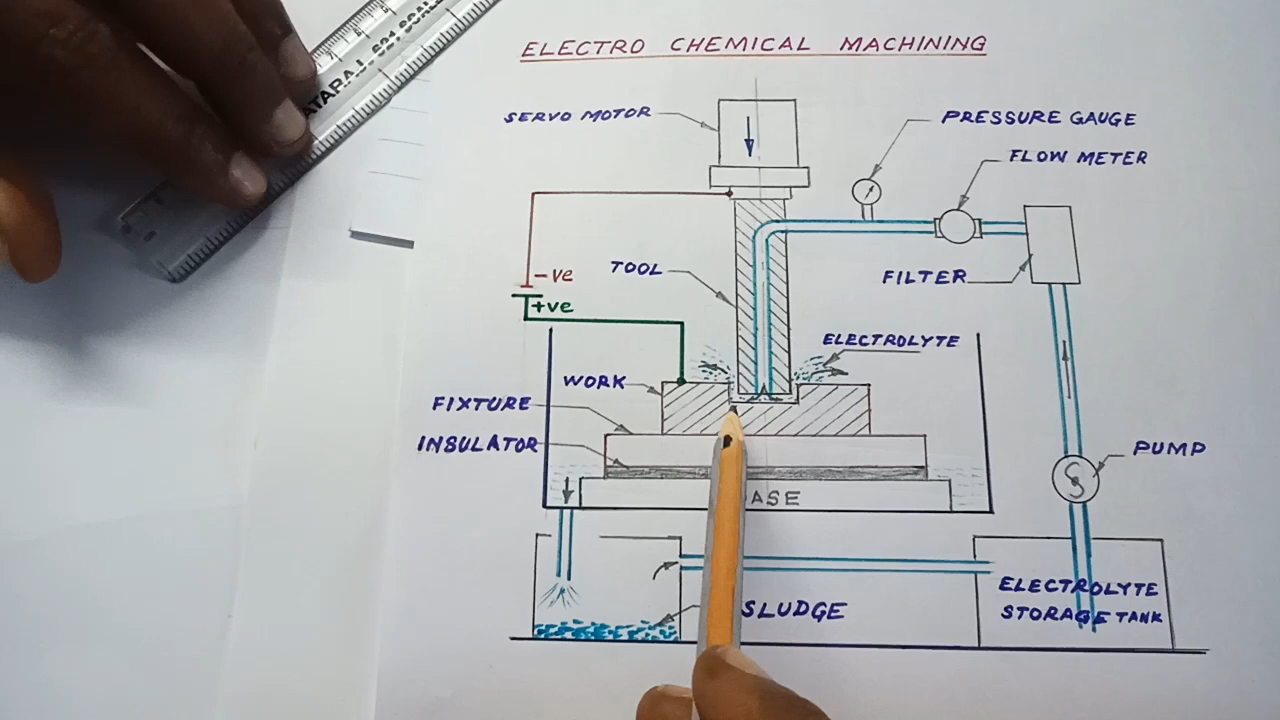 ELECTRO CHEMICAL MACHINING
SERVO MOTOR
PRESSURE GAUGE
FLOW METER
TOOL
FILTER
-ve
+ve
ELECTROLYTE
WORK
FIXTURE
INSULATOR
PUMP
ASE
ELECTROLYTE
STORAGE TANK
SLUDGE